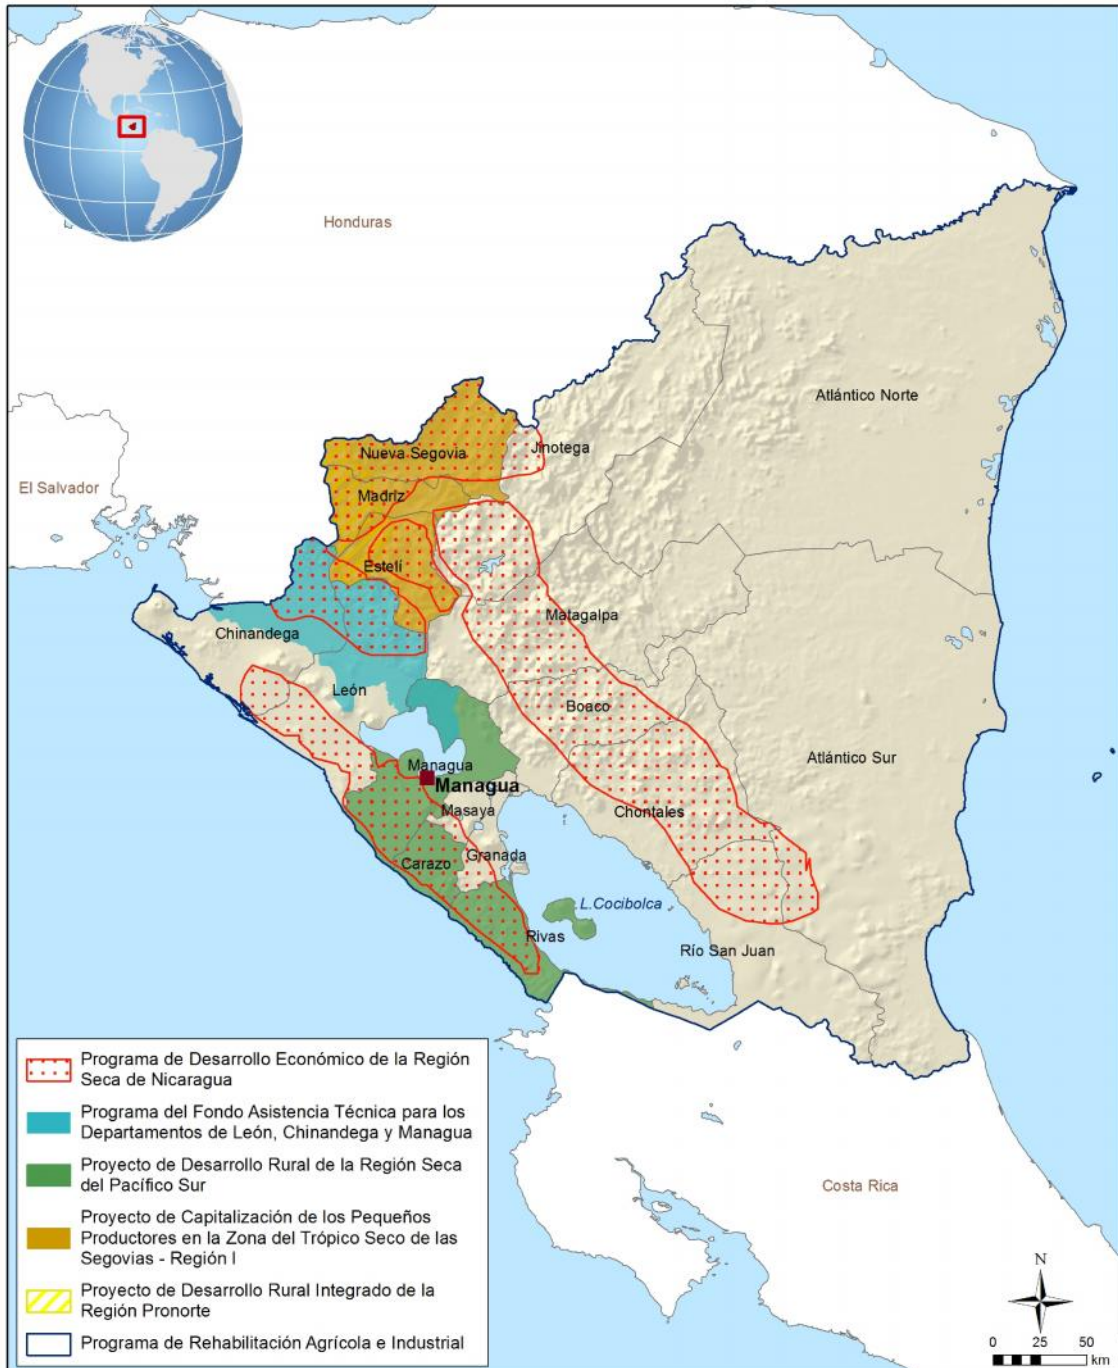 Honduras
Atlántico Norte
Nueva Segovia
Jinotega
El Salvador
Madríz
Estelí
Matagalpa
Chinandega
León
Boaco
Atlántico Sur
Managua
Managua
Masaya
Chontales
Granada
Carazo
L.Cocibolca
Rivas
Río San Juan
Costa Rica
Programa de Desarrollo Económico de la Región
Seca de Nicaragua
Programa del Fondo Asistencia Técnica para los
Departamentos de León, Chinandega y Managua
Proyecto de Desarrollo Rural de la Región Seca
del Pacífico Sur
Proyecto de Capitalización de los Pequeños
Productores en la Zona del Trópico Seco de las
Segovias - Región I
Proyecto de Desarrollo Rural Integrado de la
Región Pronorte
Programa de Rehabilitación Agrícola e Industrial
N
0 25 50
km